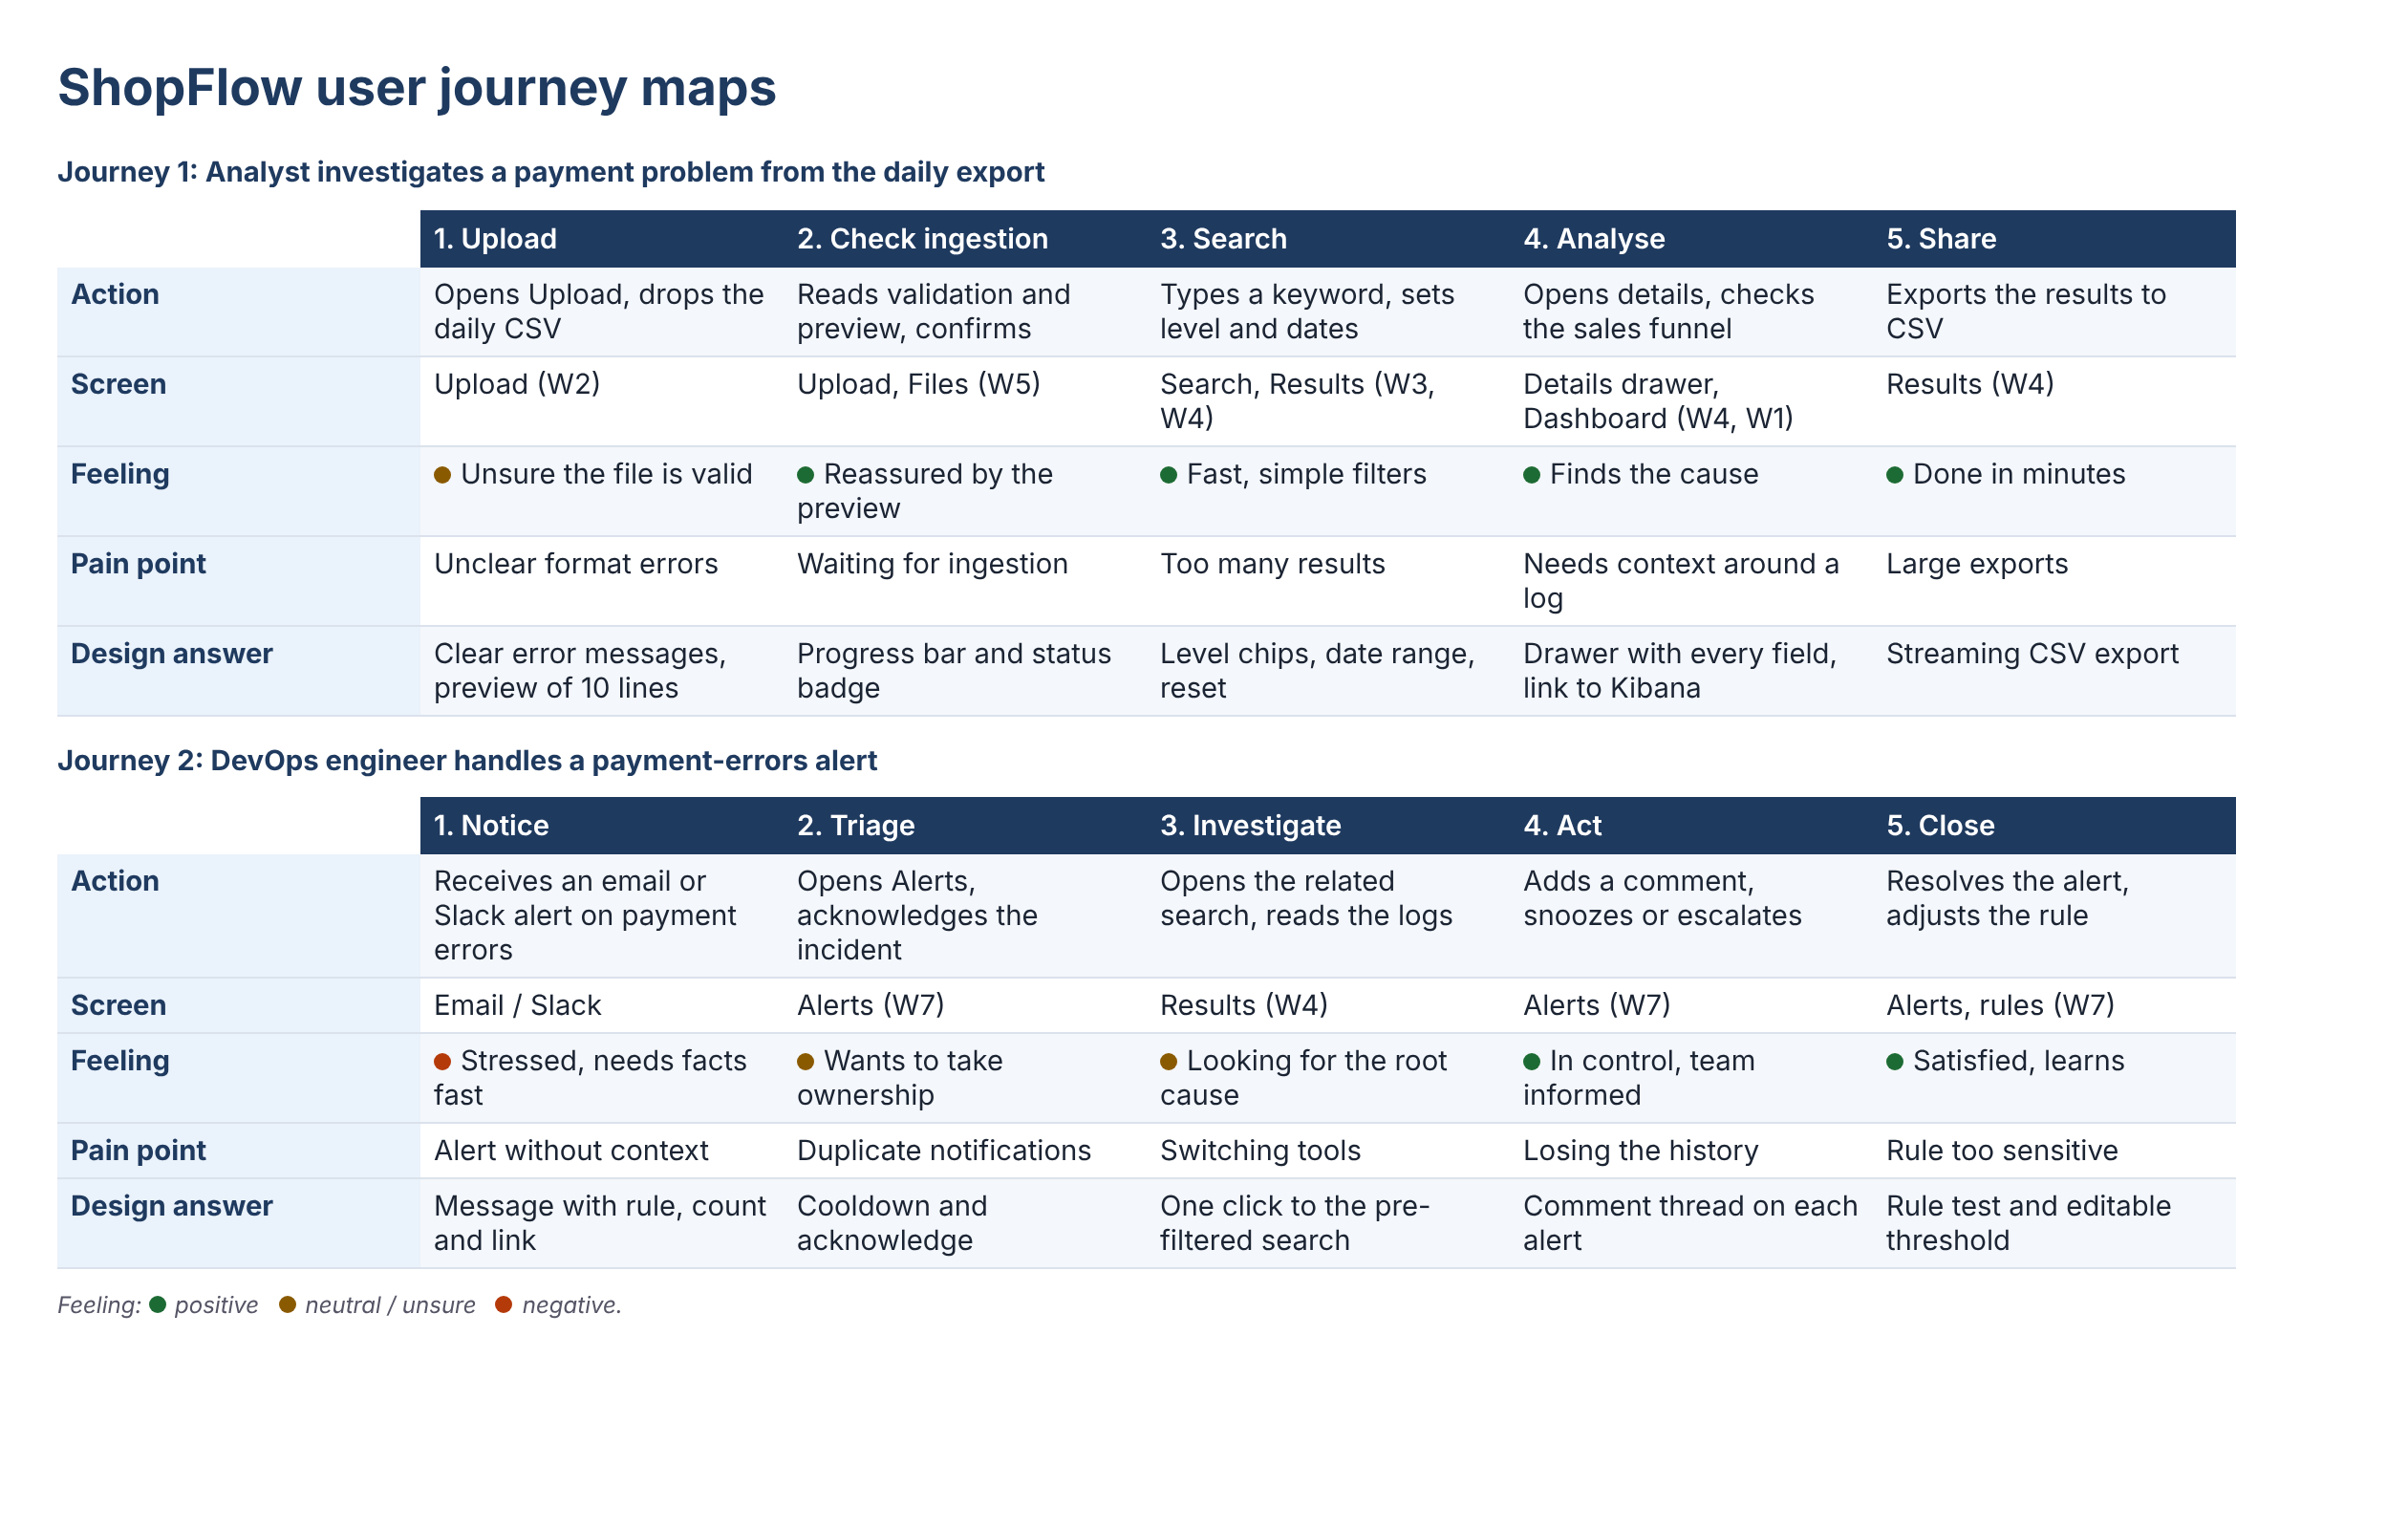 ShopFlow user journey maps
Journey 1: Analyst investigates a payment problem from the daily export
1. Upload 2. Check ingestion 3. Search 4. Analyse 5. Share
Action Opens Upload, drops the Reads validation and Types a keyword, sets Opens details, checks Exports the results to
daily CSV preview, confirms level and dates the sales funnel CSV
Screen Upload (W2) Upload, Files (W5) Search, Results (W3, Details drawer, Results (W4)
W4) Dashboard (W4, W1)
Feeling Unsure the file is valid Reassured by the Fast, simple filters Finds the cause Done in minutes
preview
Pain point Unclear format errors Waiting for ingestion Too many results Needs context around a Large exports
log
Design answer Clear error messages, Progress bar and status Level chips, date range, Drawer with every field, Streaming CSV export
preview of 10 lines badge reset link to Kibana
Journey 2: DevOps engineer handles a payment-errors alert
1. Notice 2. Triage 3. Investigate 4. Act 5. Close
Action Receives an email or Opens Alerts, Opens the related Adds a comment, Resolves the alert,
Slack alert on payment acknowledges the search, reads the logs snoozes or escalates adjusts the rule
errors incident
Screen Email / Slack Alerts (W7) Results (W4) Alerts (W7) Alerts, rules (W7)
Feeling Stressed, needs facts Wants to take Looking for the root In control, team Satisfied, learns
fast ownership cause informed
Pain point Alert without context Duplicate notifications Switching tools Losing the history Rule too sensitive
Design answer Message with rule, count Cooldown and One click to the pre- Comment thread on each Rule test and editable
and link acknowledge filtered search alert threshold
Feeling: positive neutral / unsure negative.